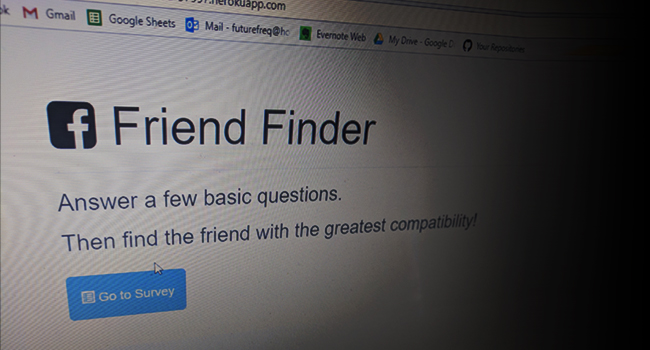 herokuapp.com
Gmail Google Sheets Mail - futurefreq@hc Evernote Web My Drive - Google D Your Repositories
Friend Finder
Answer a few basic questions.
Then find the friend with the greatest compatibility!
Go to Survey